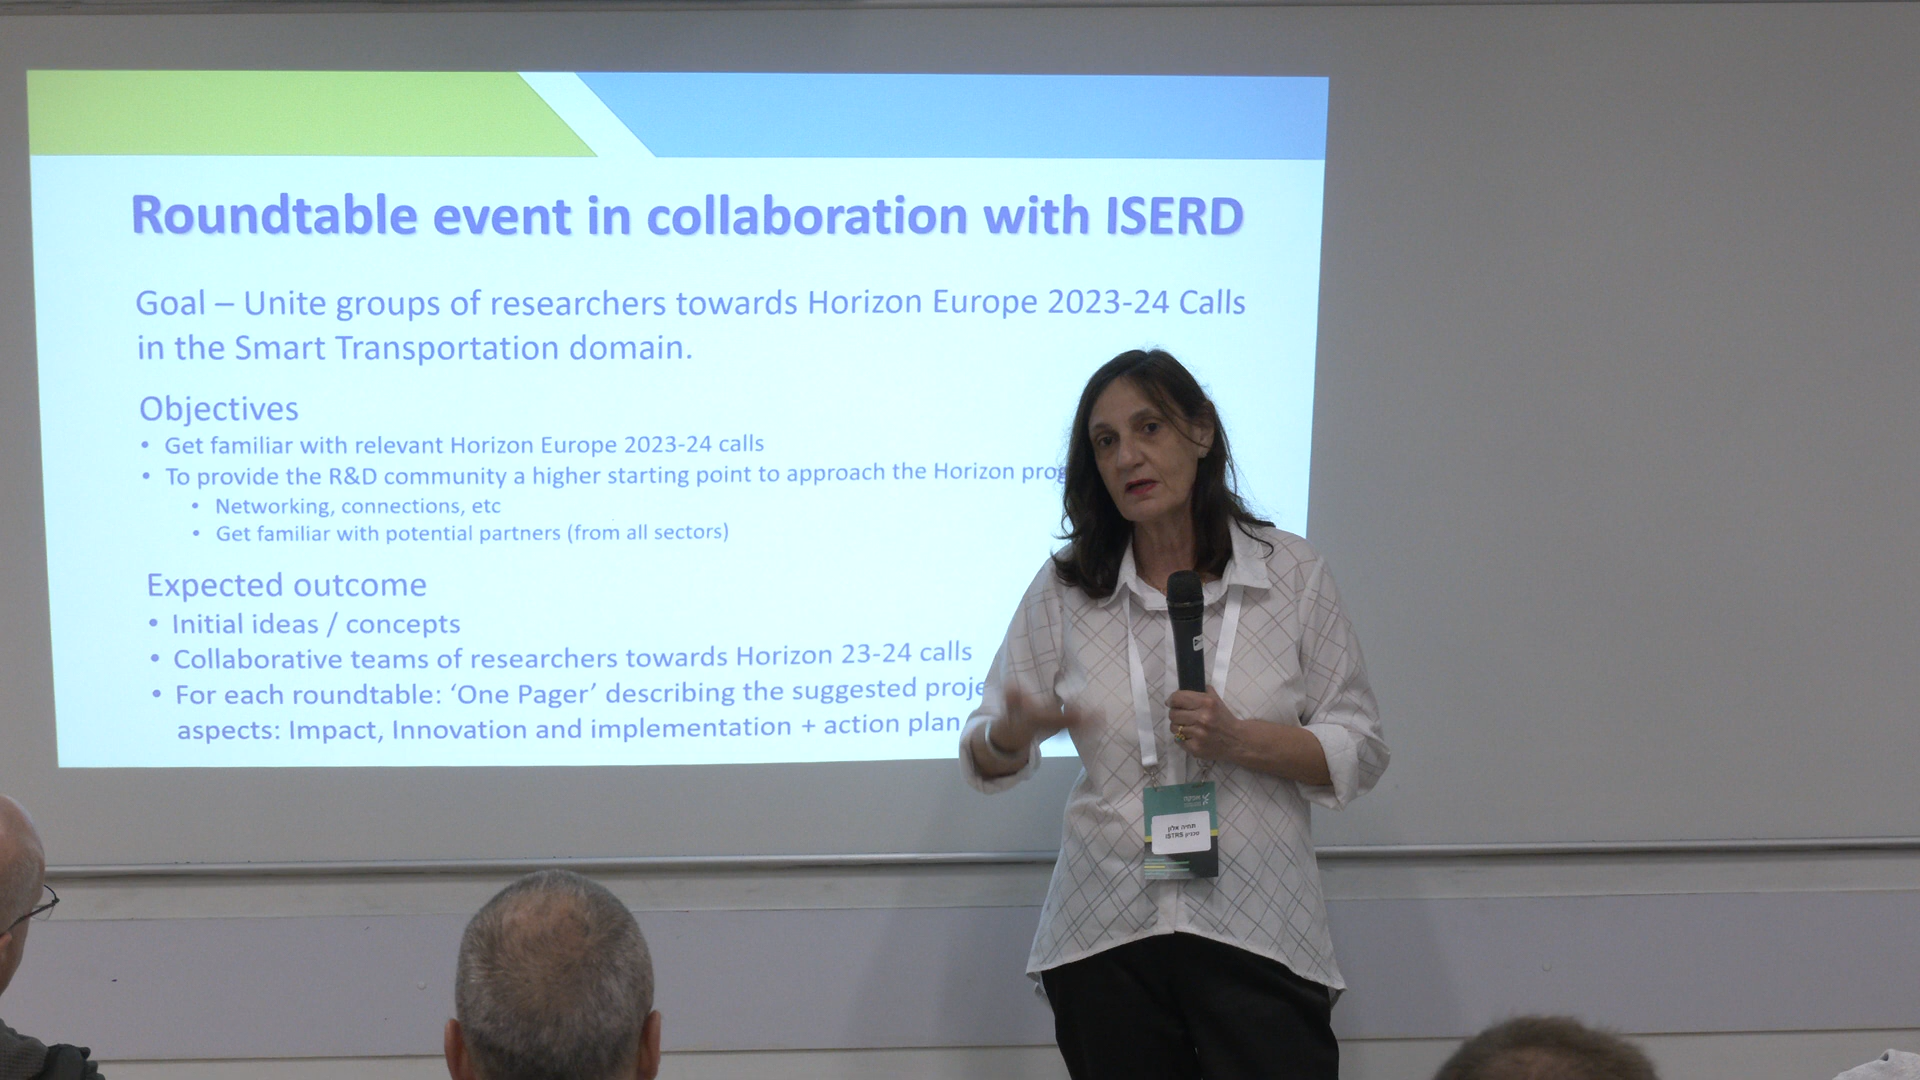 Roundtable event in collaboration with ISERD
Goal – Unite groups of researchers towards Horizon Europe 2023-24 Calls
in the Smart Transportation domain.
Objectives
• Get familiar with relevant Horizon Europe 2023-24 calls
• To provide the R&D community a higher starting point to approach the Horizon prog
• Networking, connections, etc
• Get familiar with potential partners (from all sectors)
Expected outcome
• Initial ideas / concepts
• Collaborative teams of researchers towards Horizon 23-24 calls
• For each roundtable: ‘One Pager’ describing the suggested proje
aspects: Impact, Innovation and implementation + action plan
תחיה אלון
טכניון ISTRS